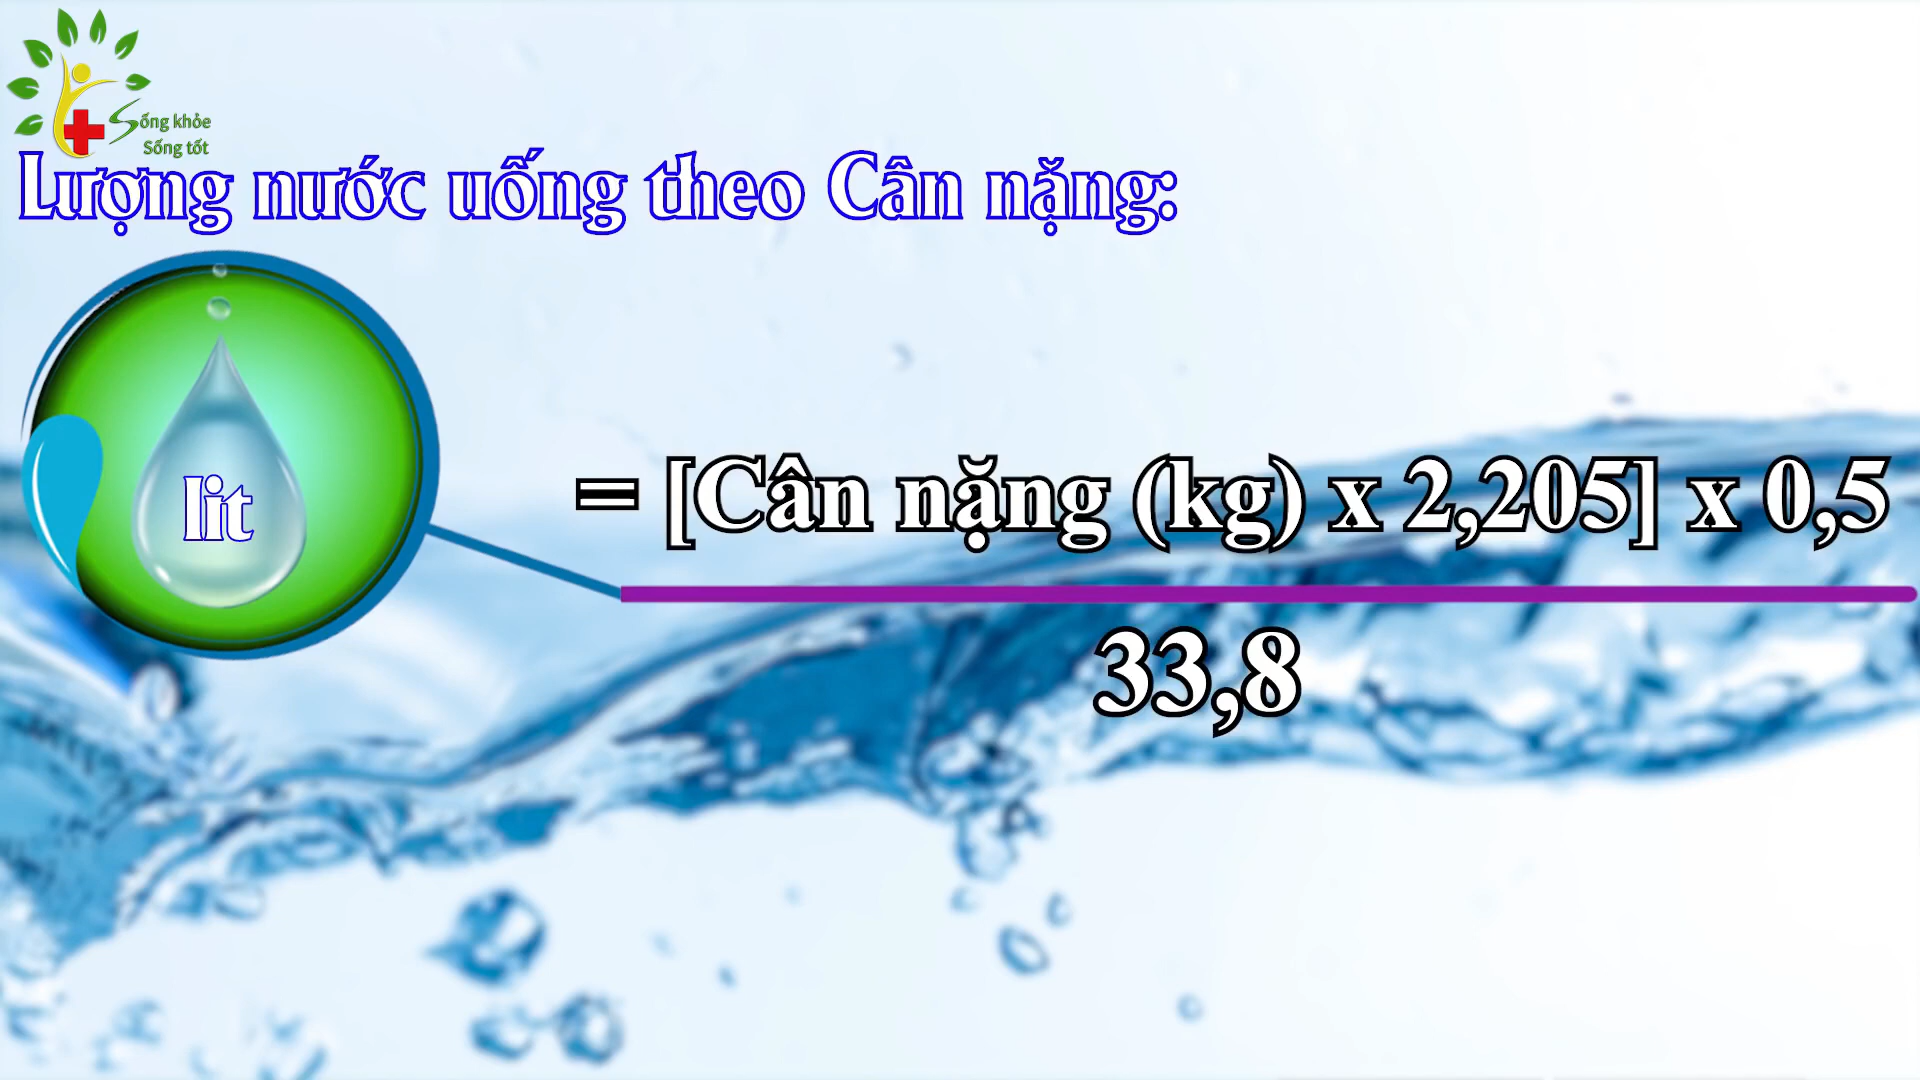 Sống khỏe
Sống tốt
Lượng nước uống theo Cân nặng:
lit
= [Cân nặng (kg) x 2,205] x 0,5
33,8